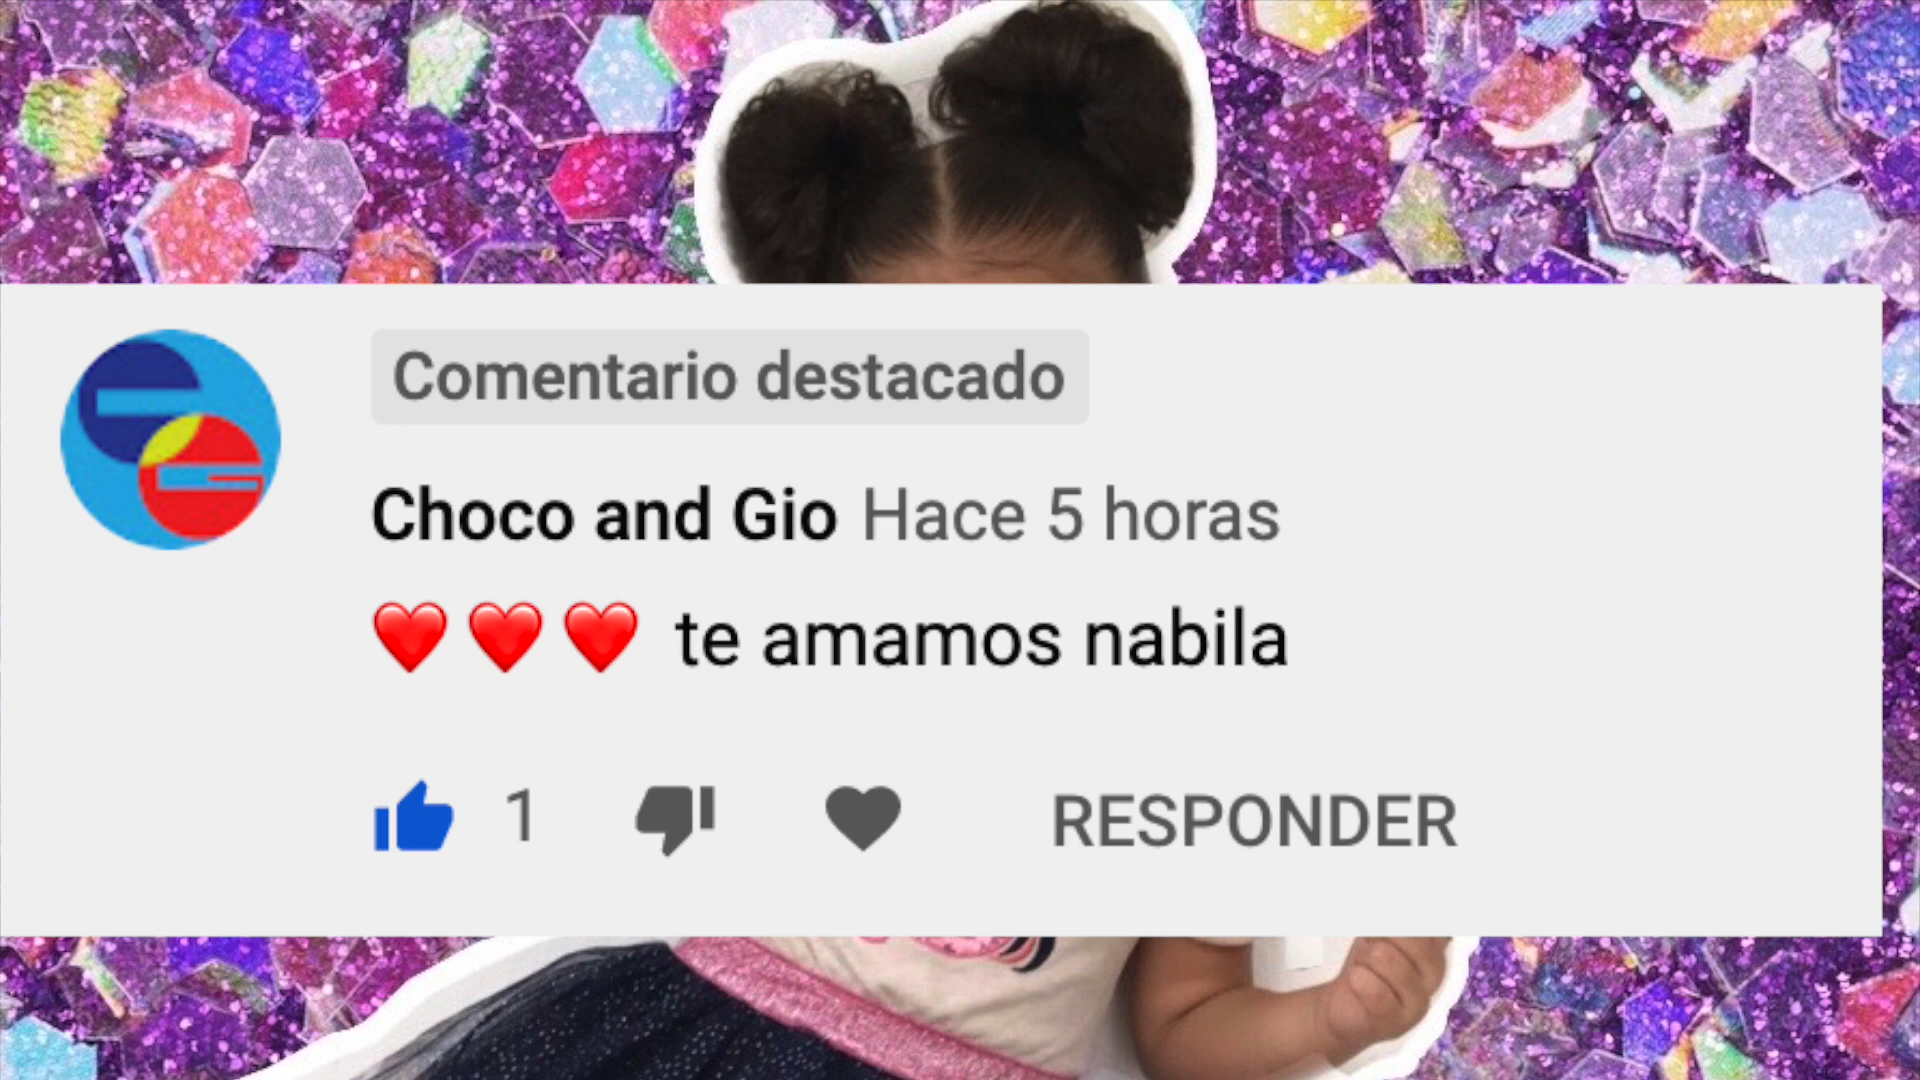 Comentario destacado
Choco and Gio Hace 5 horas
❤️❤️❤️ te amamos nabila
1 RESPONDER